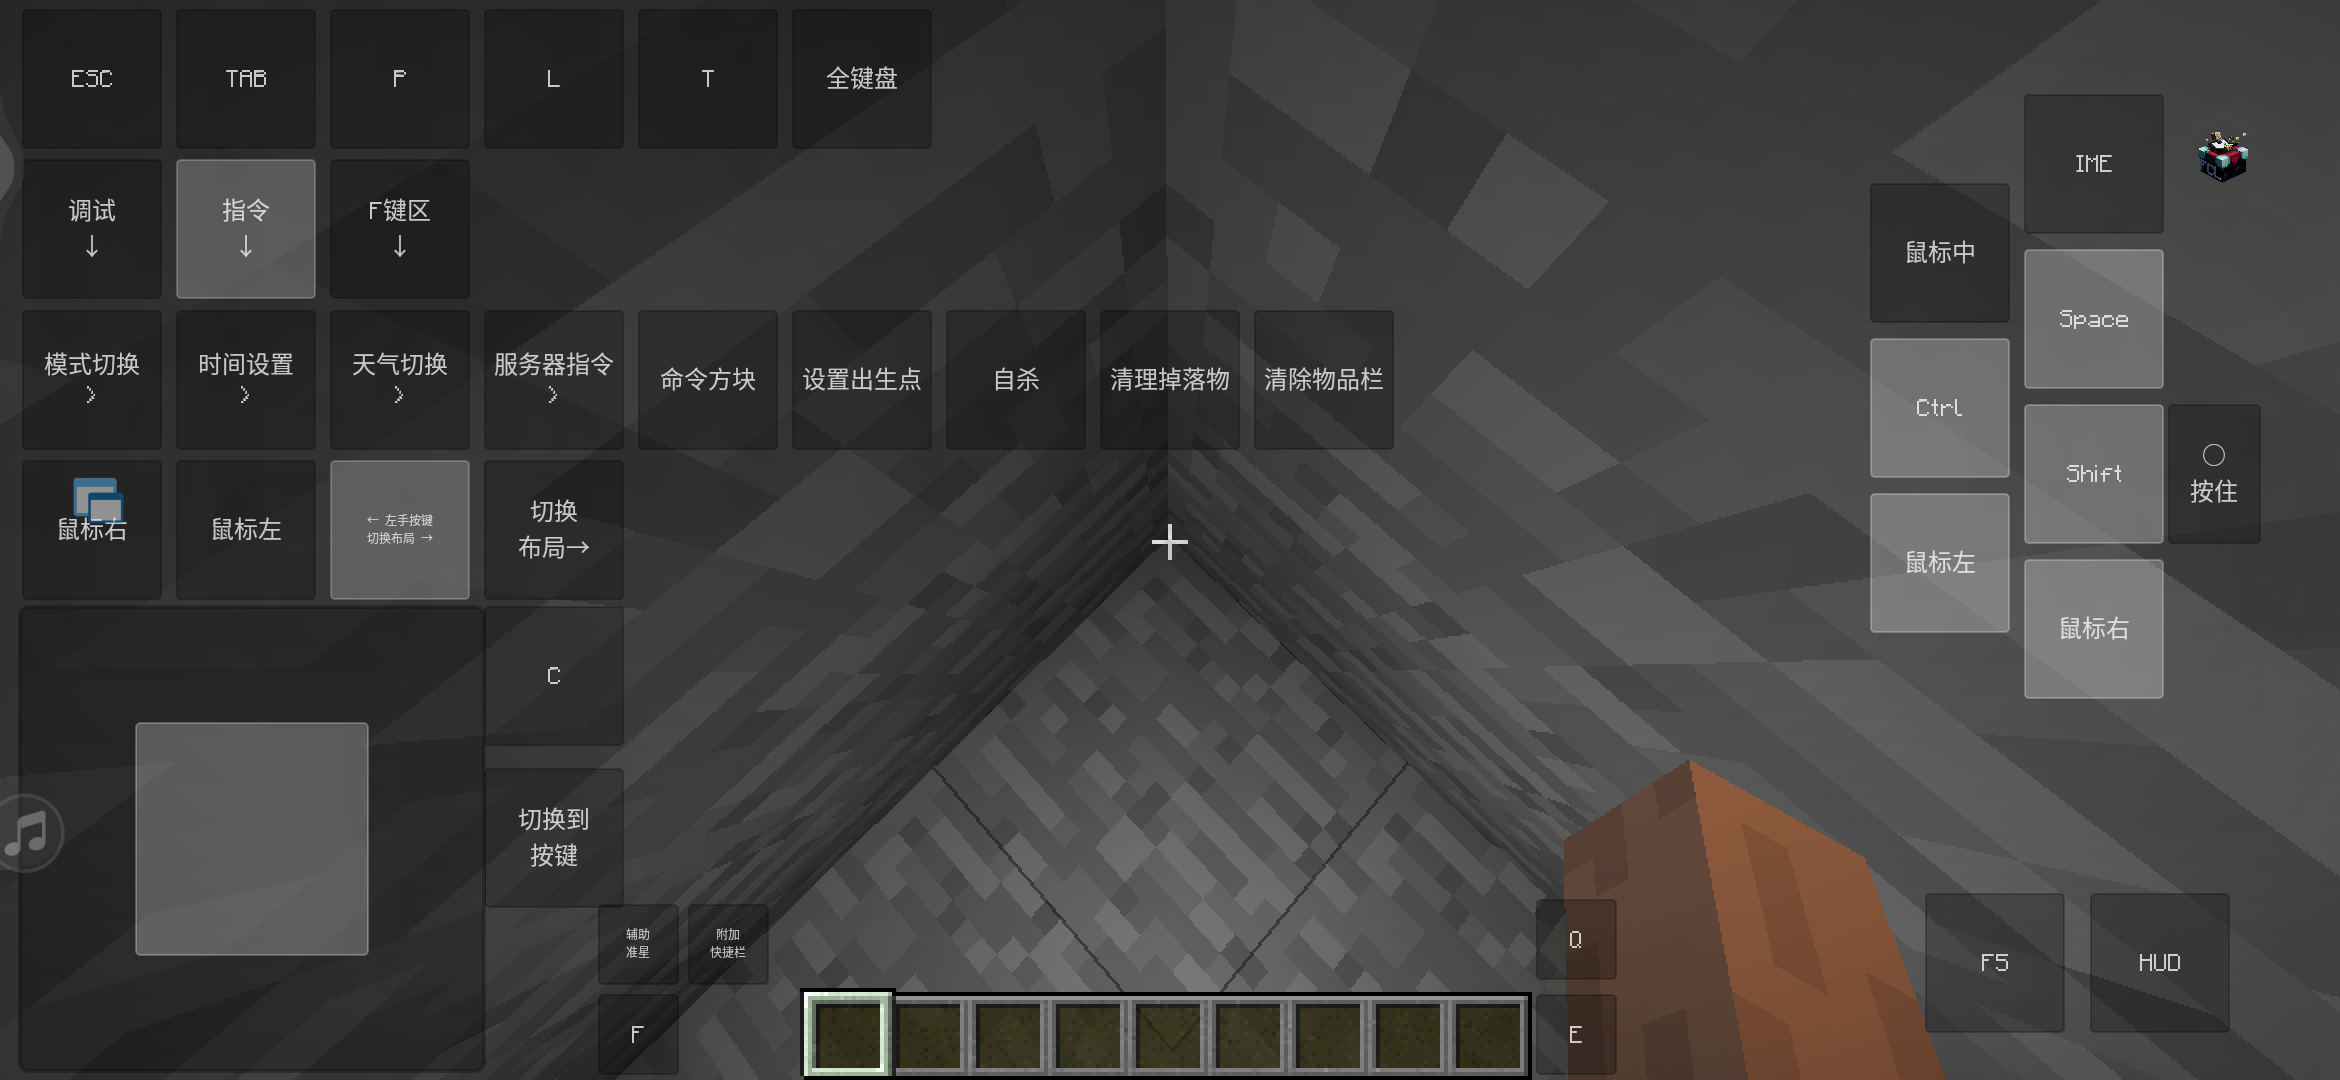 ESC
TAB
P
L
T
全键盘
IME
调试
↓
指令
↓
F键区
↓
鼠标中
Space
模式切换
>
时间设置
>
天气切换
>
服务器指令
>
命令方块
设置出生点
自杀
清理掉落物
清除物品栏
Ctrl
Shift
○
按住
鼠标右
鼠标左
← 左手按键
切换布局 →
切换
布局→
鼠标左
鼠标右
C
切换到
按键
辅助
准星
附加
快捷栏
Q
F5
HUD
F
E